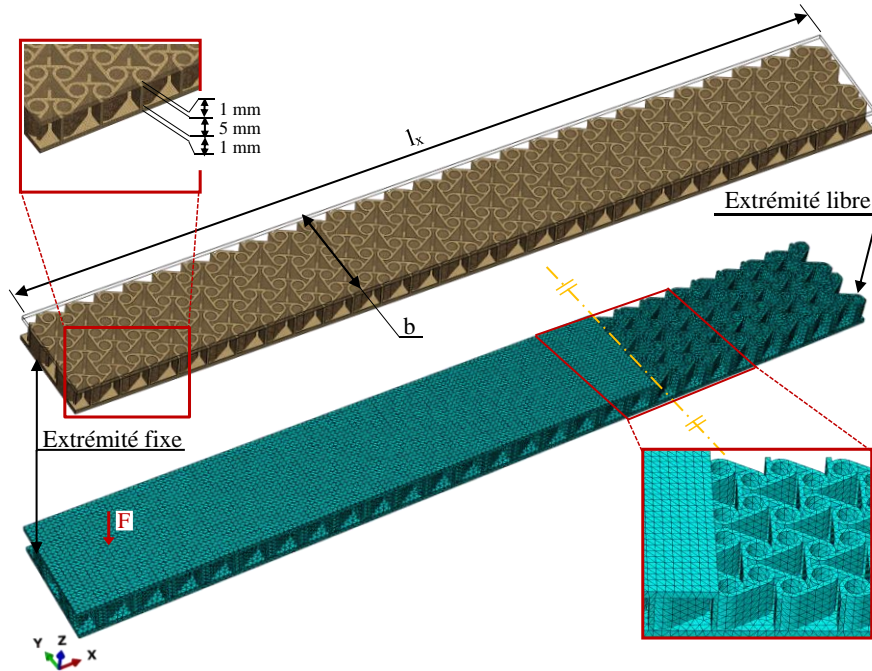 1 mm
5 mm
1 mm
lx
Extrémité libre
b
Extrémité fixe
F
Y Z X